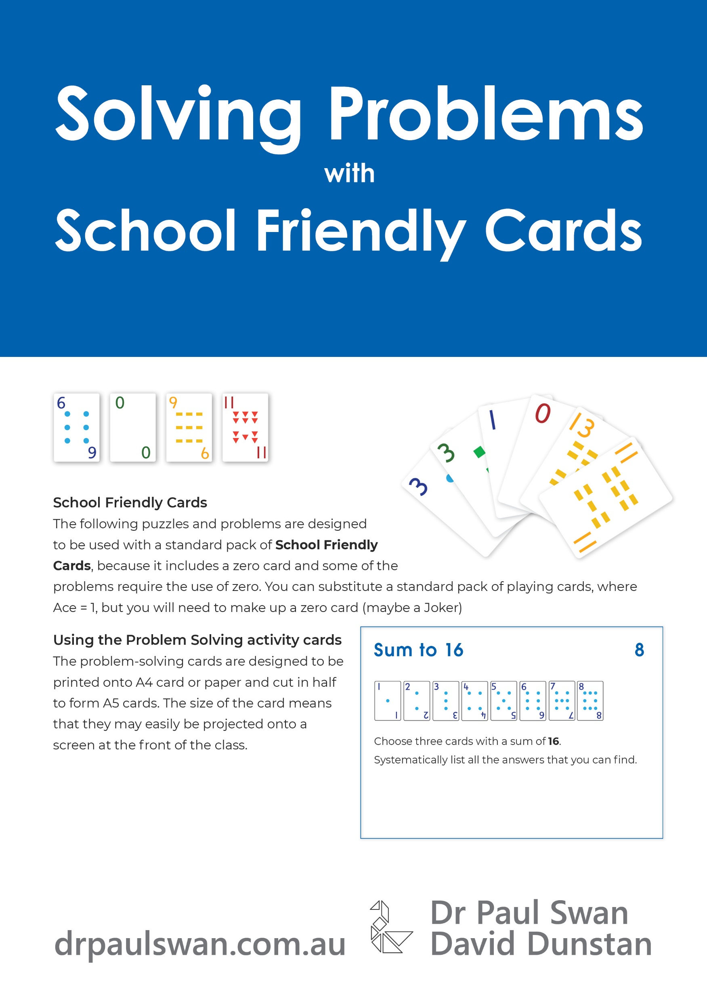 Solving Problems
with
School Friendly Cards
6 0 9 11
6 0 9 11
3 3 1 0 13 11
11
School Friendly Cards
The following puzzles and problems are designed
to be used with a standard pack of School Friendly
Cards, because it includes a zero card and some of the
problems require the use of zero. You can substitute a standard pack of playing cards, where
Ace = 1, but you will need to make up a zero card (maybe a Joker)
Using the Problem Solving activity cards
The problem-solving cards are designed to be
printed onto A4 card or paper and cut in half
to form A5 cards. The size of the card means
that they may easily be projected onto a
screen at the front of the class.
Sum to 16 8
1 2 3 4 5 6 7 8
1 2 3 4 5 6 7 8
Choose three cards with a sum of 16.
Systematically list all the answers that you can find.
drpaulswan.com.au
Dr Paul Swan
David Dunstan